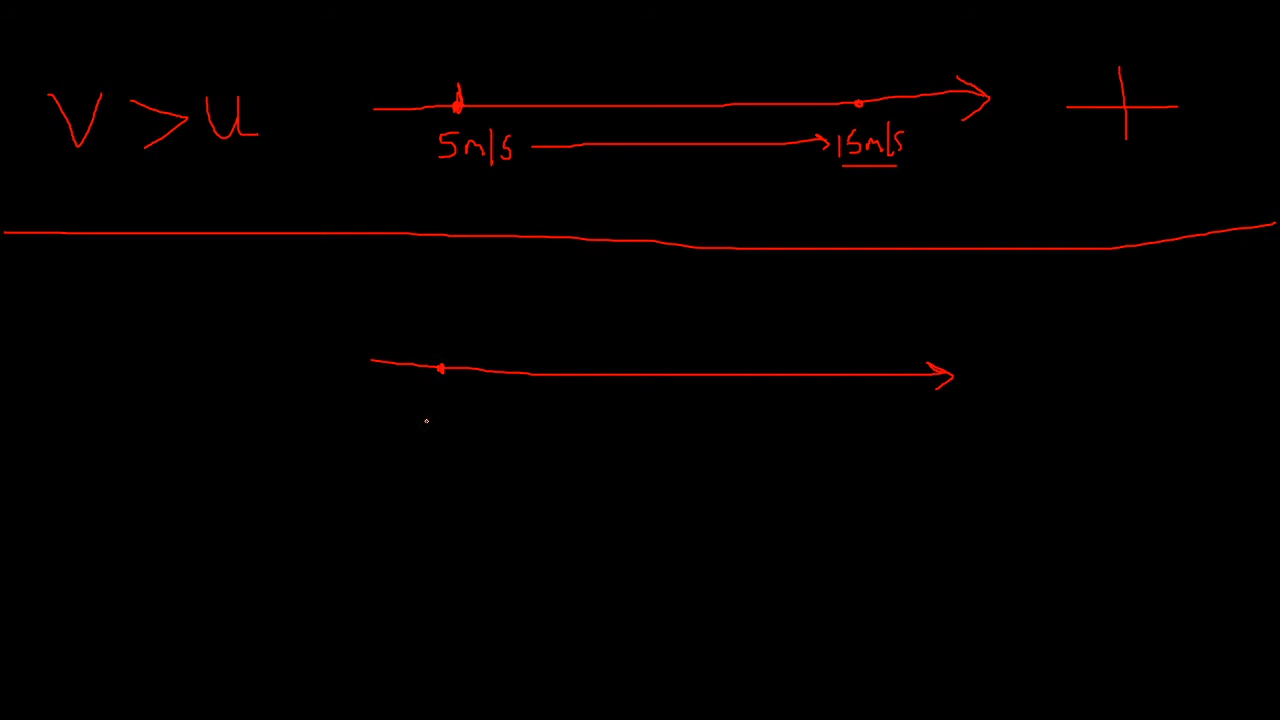 V > u 5m/s → 15m/s +